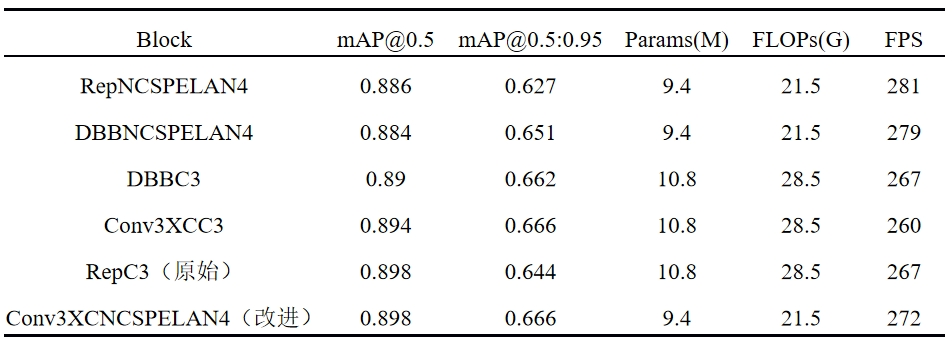 Block mAP@0.5 mAP@0.5:0.95 Params(M) FLOPs(G) FPS
RepNCSPELAN4 0.886 0.627 9.4 21.5 281
DBBNCSPELAN4 0.884 0.651 9.4 21.5 279
DBBC3 0.89 0.662 10.8 28.5 267
Conv3XCC3 0.894 0.666 10.8 28.5 260
RepC3（原始） 0.898 0.644 10.8 28.5 267
Conv3XCNCSPELAN4（改进） 0.898 0.666 9.4 21.5 272